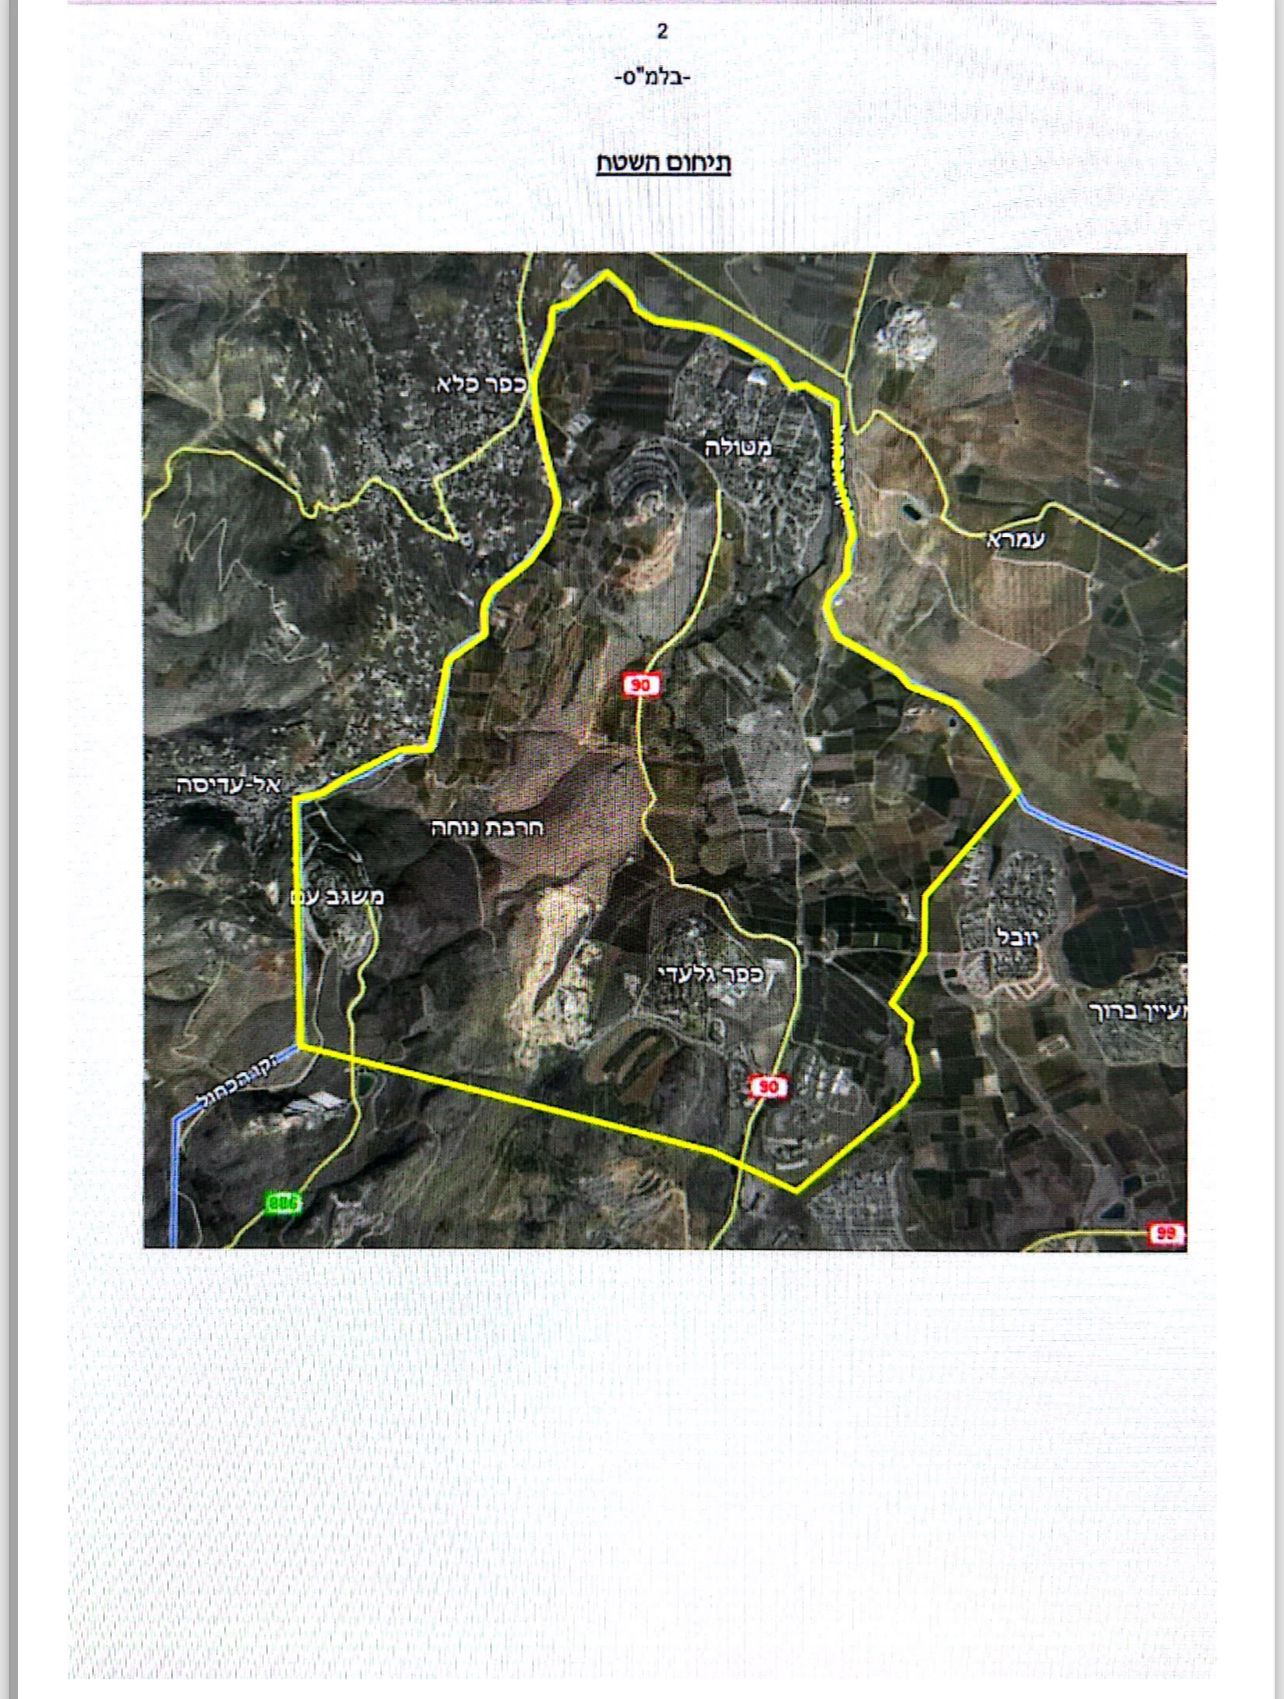 2
-בלמ"ס-
תיחום השטח
כפר כלא
מטולה
עמרא
90
אל-עדיסה
חרבת נוחה
משגב עם
יובל
כפר גלעדי
מעיין ברוך
הקו הכחול
90
886
99